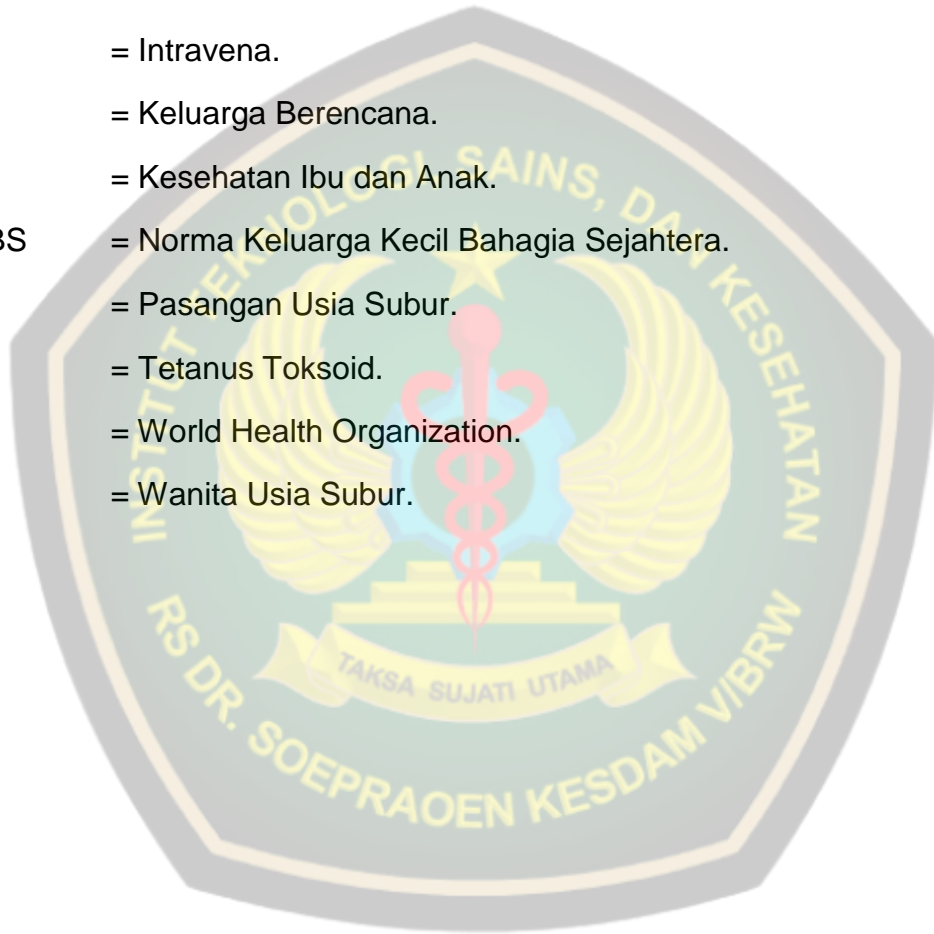 = Intravena.
= Keluarga Berencana.
= Kesehatan Ibu dan Anak.
BS = Norma Keluarga Kecil Bahagia Sejahtera.
= Pasangan Usia Subur.
= Tetanus Toksoid.
= World Health Organization.
= Wanita Usia Subur.
INSTITUT TEKNOLOGI, SAINS, DAN KESEHATAN
TAKSA SUJATI UTAMA
RS DR. SOEPRAOEN KESDAM V/BRW